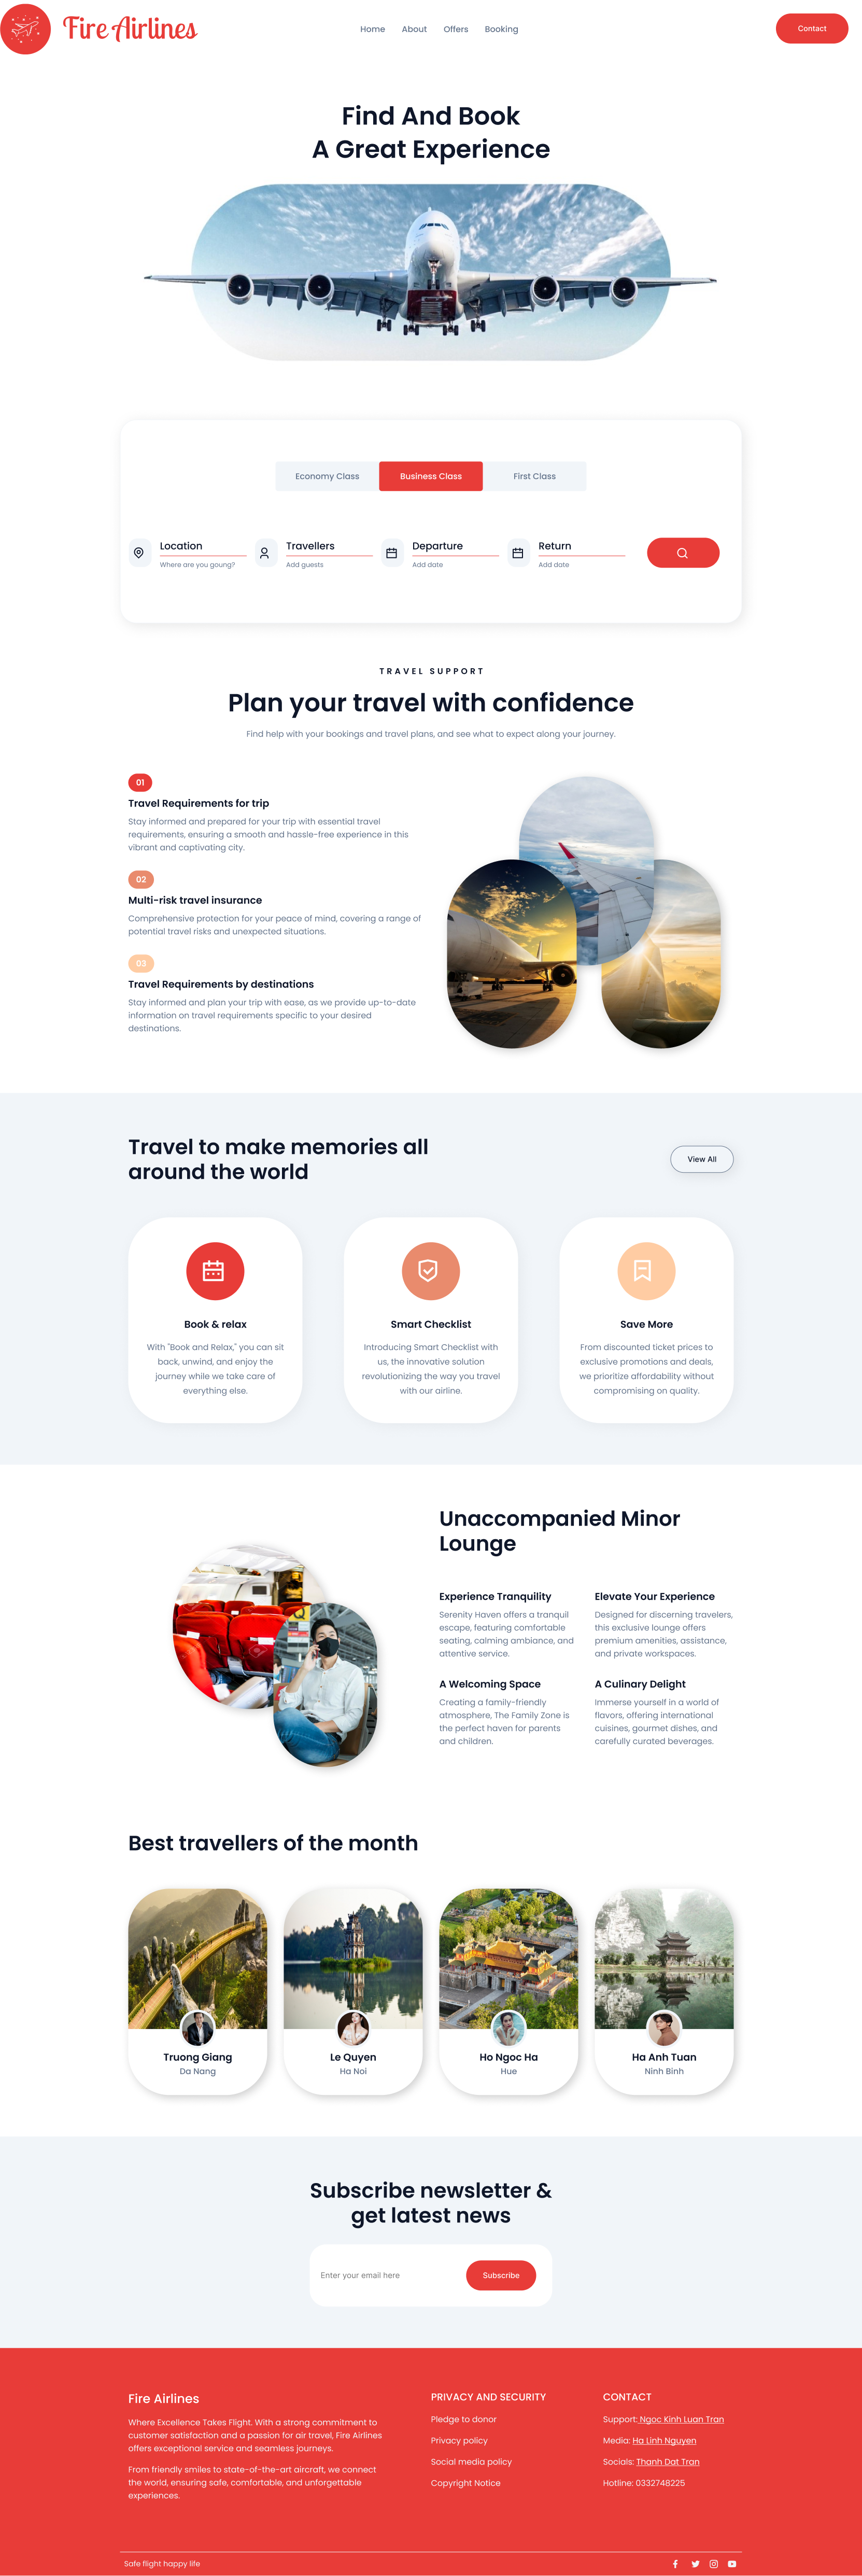 Fire Airlines
Home
About
Offers
Booking
Contact
Find And Book
A Great Experience
Economy Class
Business Class
First Class
Location
Where are you goung?
Travellers
Add guests
Departure
Add date
Return
Add date
TRAVEL SUPPORT
Plan your travel with confidence
Find help with your bookings and travel plans, and see what to expect along your journey.
01
Travel Requirements for trip
Stay informed and prepared for your trip with essential travel
requirements, ensuring a smooth and hassle-free experience in this
vibrant and captivating city.
02
Multi-risk travel insurance
Comprehensive protection for your peace of mind, covering a range of
potential travel risks and unexpected situations.
03
Travel Requirements by destinations
Stay informed and plan your trip with ease, as we provide up-to-date
information on travel requirements specific to your desired
destinations.
Travel to make memories all
around the world
View All
Book & relax
With "Book and Relax," you can sit
back, unwind, and enjoy the
journey while we take care of
everything else.
Smart Checklist
Introducing Smart Checklist with
us, the innovative solution
revolutionizing the way you travel
with our airline.
Save More
From discounted ticket prices to
exclusive promotions and deals,
we prioritize affordability without
compromising on quality.
Unaccompanied Minor
Lounge
Experience Tranquility
Serenity Haven offers a tranquil
escape, featuring comfortable
seating, calming ambiance, and
attentive service.
Elevate Your Experience
Designed for discerning travelers,
this exclusive lounge offers
premium amenities, assistance,
and private workspaces.
A Welcoming Space
Creating a family-friendly
atmosphere, The Family Zone is
the perfect haven for parents
and children.
A Culinary Delight
Immerse yourself in a world of
flavors, offering international
cuisines, gourmet dishes, and
carefully curated beverages.
Best travellers of the month
Truong Giang
Da Nang
Le Quyen
Ha Noi
Ho Ngoc Ha
Hue
Ha Anh Tuan
Ninh Binh
Subscribe newsletter &
get latest news
Enter your email here
Subscribe
Fire Airlines
Where Excellence Takes Flight. With a strong commitment to
customer satisfaction and a passion for air travel, Fire Airlines
offers exceptional service and seamless journeys.
From friendly smiles to state-of-the-art aircraft, we connect
the world, ensuring safe, comfortable, and unforgettable
experiences.
PRIVACY AND SECURITY
Pledge to donor
Privacy policy
Social media policy
Copyright Notice
CONTACT
Support: Ngoc Kinh Luan Tran
Media: Ha Linh Nguyen
Socials: Thanh Dat Tran
Hotline: 0332748225
Safe flight happy life